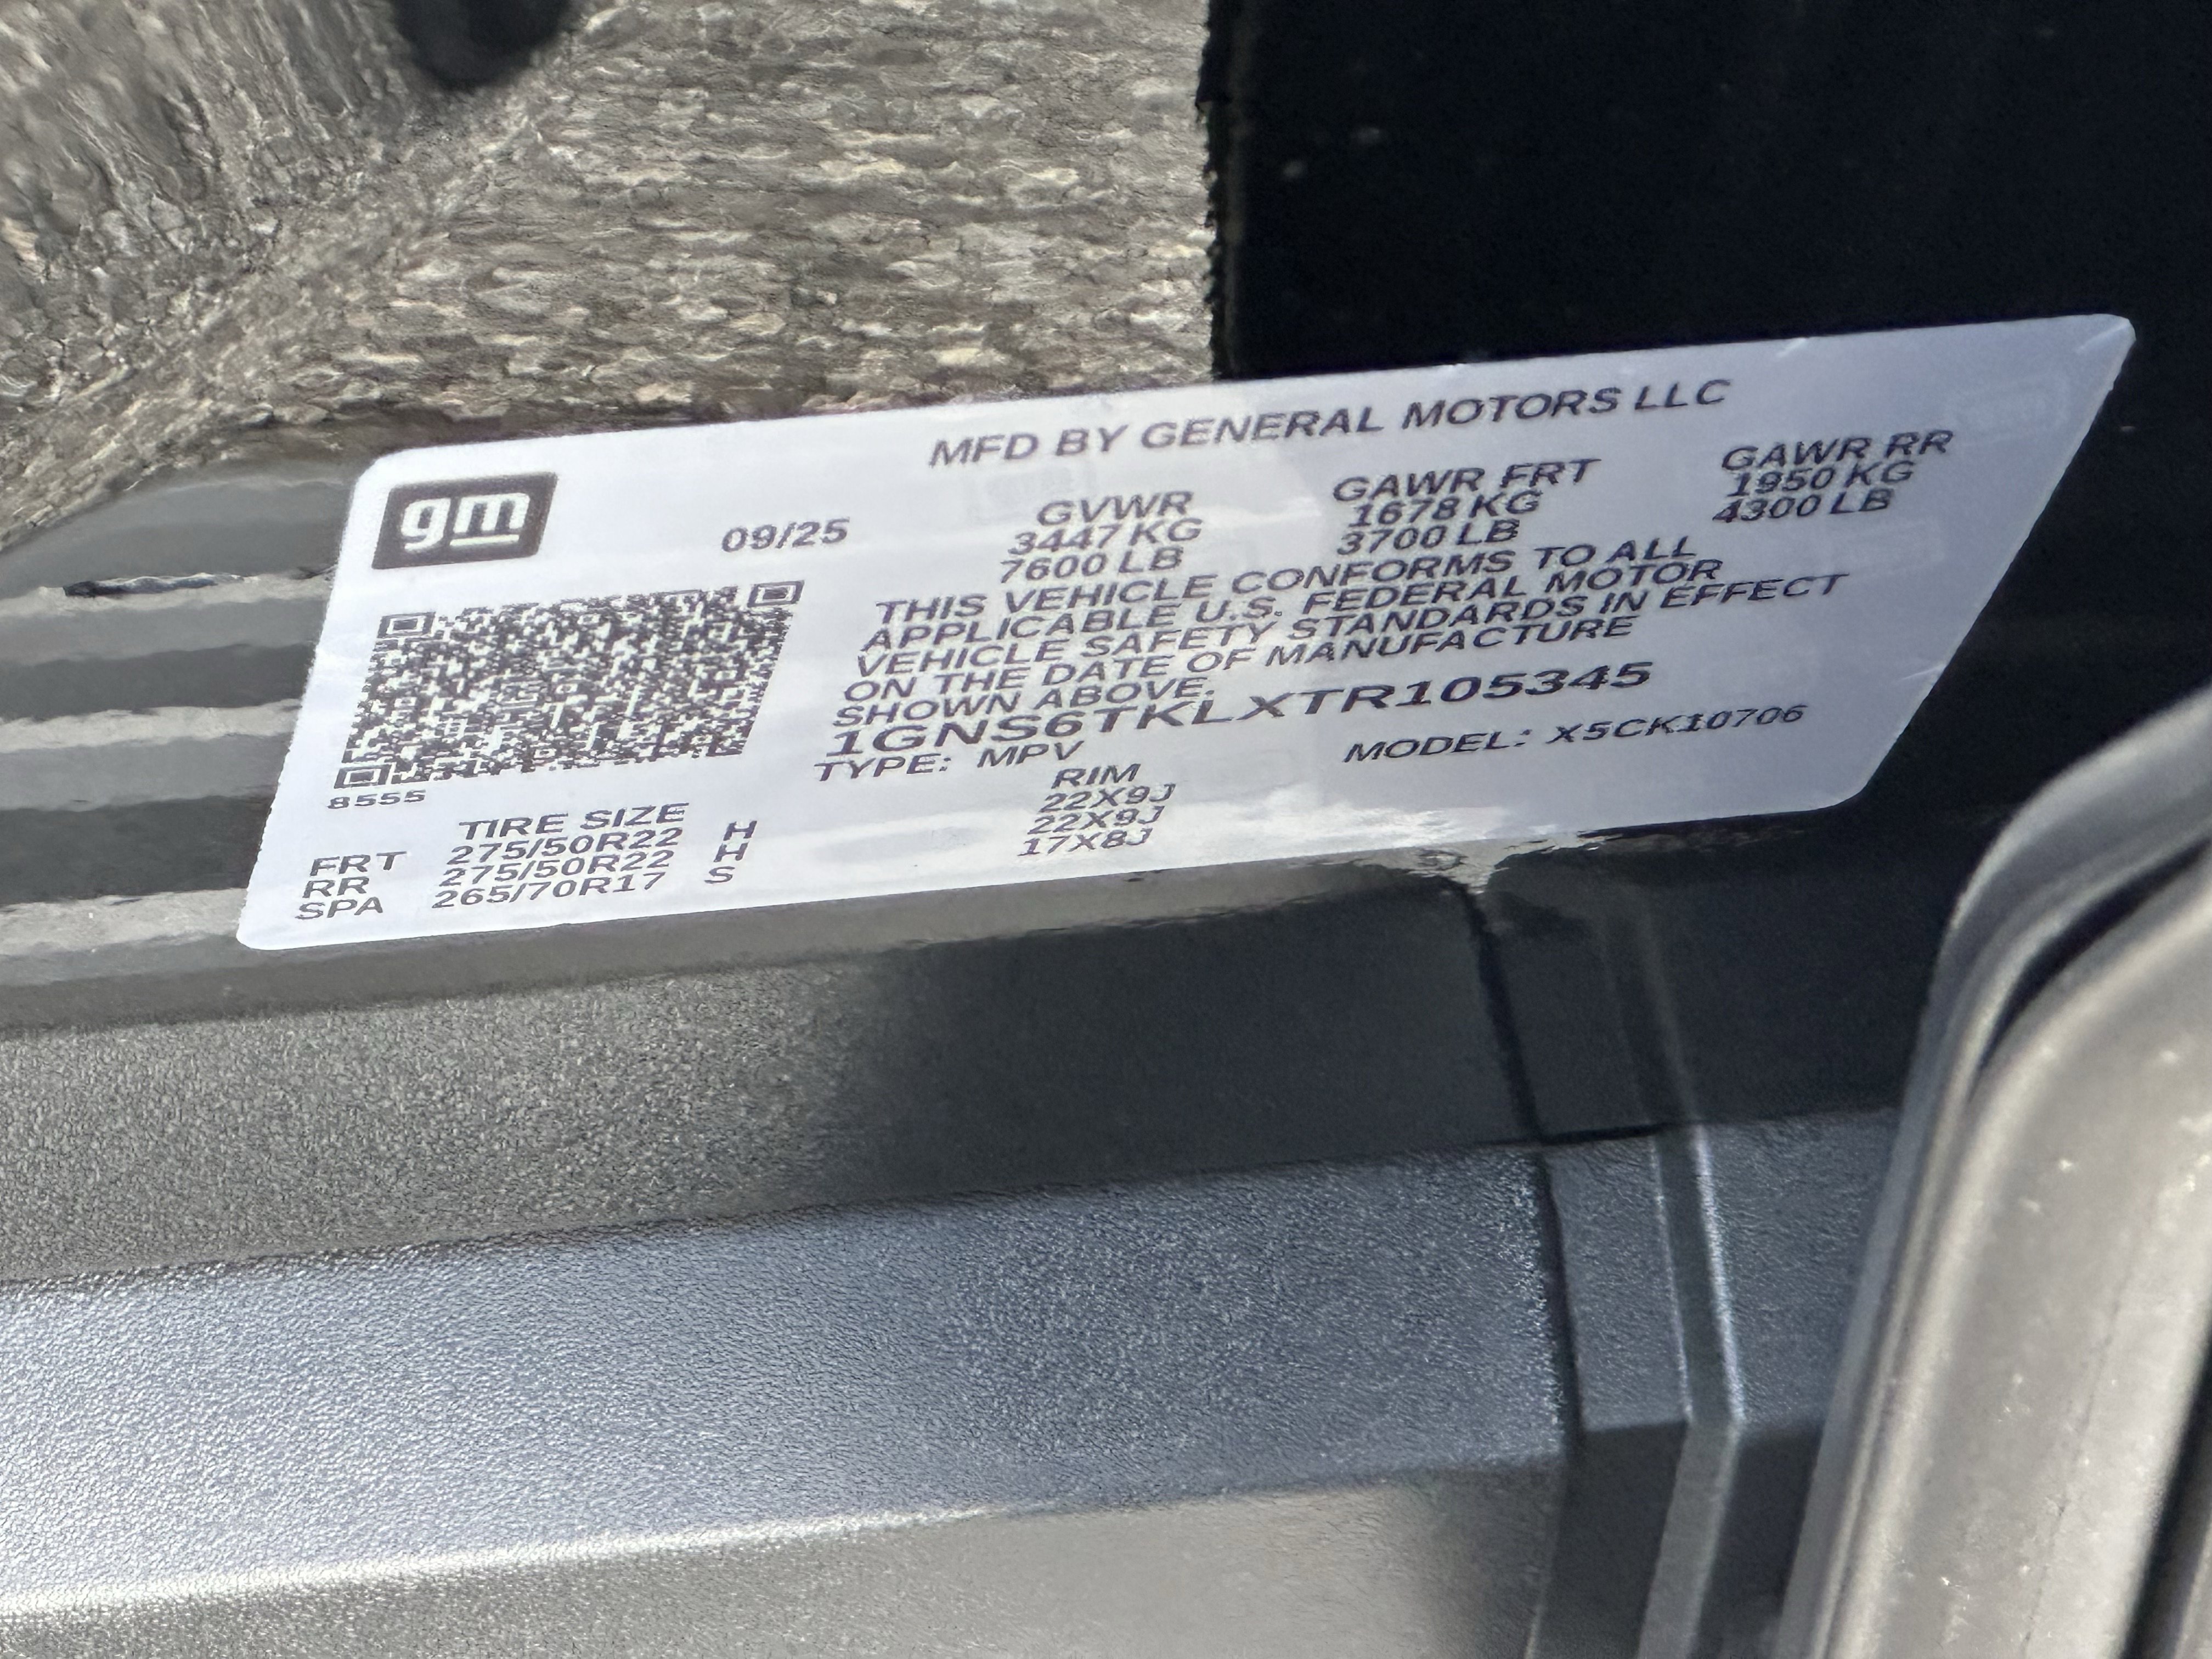 gm
MFD BY GENERAL MOTORS LLC
09/25
GVWR GAWR FRT GAWR RR
3447 KG 1678 KG 1950 KG
7600 LB 3700 LB 4300 LB
THIS VEHICLE CONFORMS TO ALL
APPLICABLE U.S. FEDERAL MOTOR
VEHICLE SAFETY STANDARDS IN EFFECT
ON THE DATE OF MANUFACTURE
SHOWN ABOVE.
1GNS6TKLXTR105345
TYPE: MPV MODEL: X5CK10706
8555
TIRE SIZE RIM
FRT 275/50R22 H 22X9J
RR 275/50R22 H 22X9J
SPA 265/70R17 S 17X8J